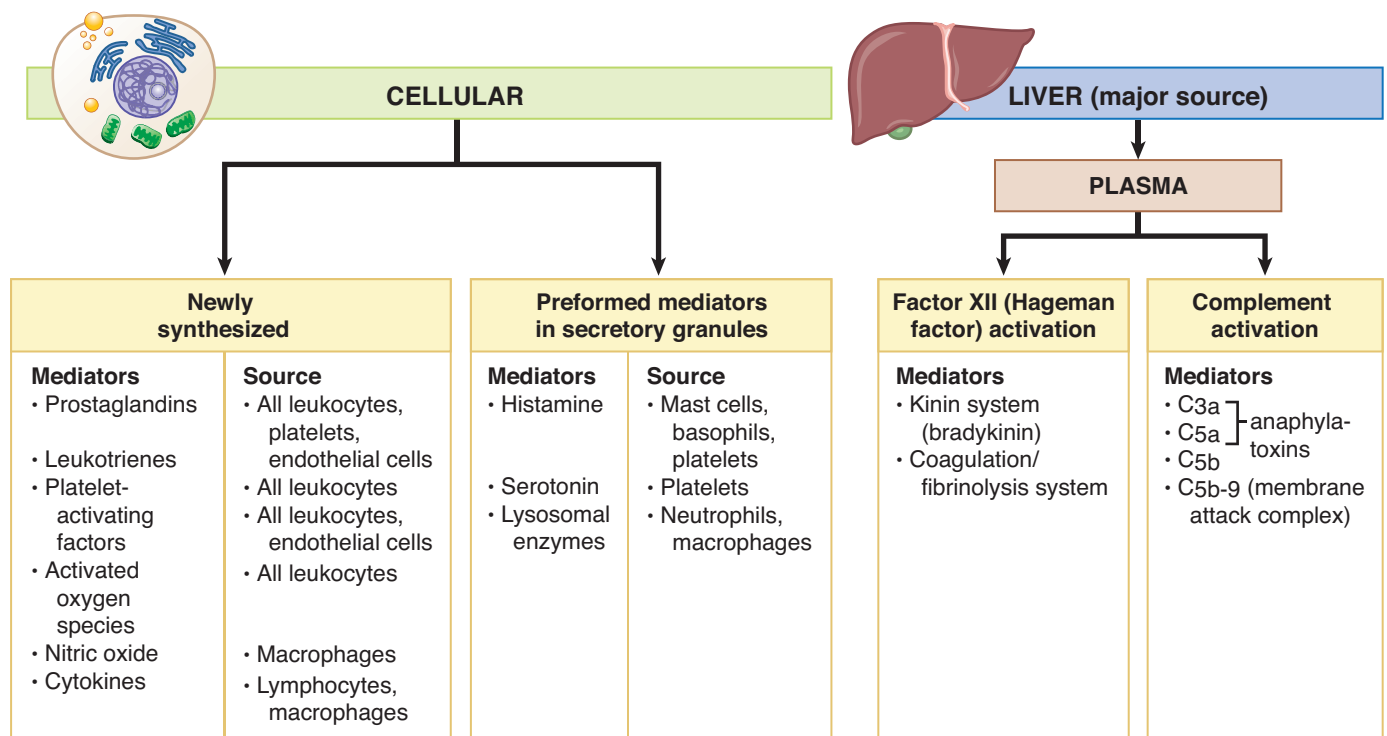 CELLULAR
LIVER (major source)
PLASMA
Newly
synthesized
Mediators
• Prostaglandins
• Leukotrienes
• Platelet-
activating
factors
• Activated
oxygen
species
• Nitric oxide
• Cytokines
Source
• All leukocytes,
platelets,
endothelial cells
• All leukocytes
• All leukocytes,
endothelial cells
• All leukocytes
• Macrophages
• Lymphocytes,
macrophages
Preformed mediators
in secretory granules
Mediators
• Histamine
• Serotonin
• Lysosomal
enzymes
Source
• Mast cells,
basophils,
platelets
• Platelets
• Neutrophils,
macrophages
Factor XII (Hageman
factor) activation
Mediators
• Kinin system
(bradykinin)
• Coagulation/
fibrinolysis system
Complement
activation
Mediators
• C3a
• C5a
anaphyla-
toxins
• C5b
• C5b-9 (membrane
attack complex)